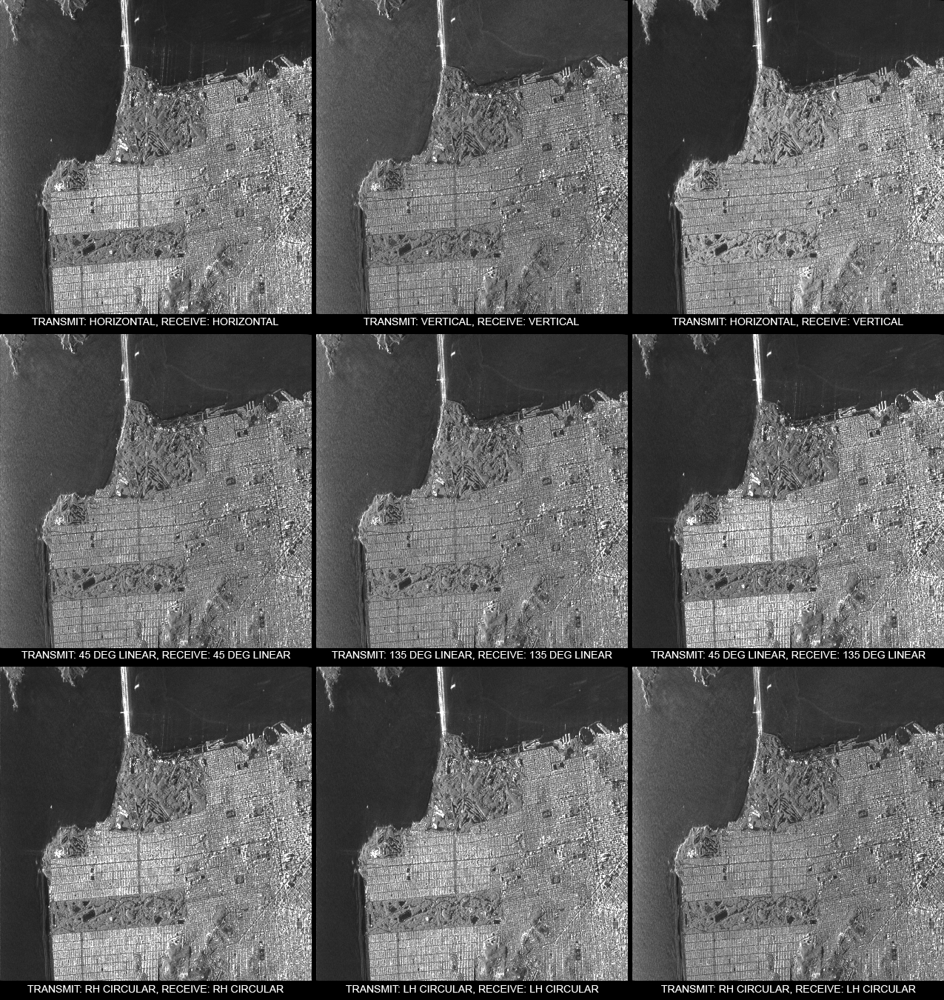 TRANSMIT: HORIZONTAL, RECEIVE: HORIZONTAL
TRANSMIT: VERTICAL, RECEIVE: VERTICAL
TRANSMIT: HORIZONTAL, RECEIVE: VERTICAL
TRANSMIT: 45 DEG LINEAR, RECEIVE: 45 DEG LINEAR
TRANSMIT: 135 DEG LINEAR, RECEIVE: 135 DEG LINEAR
TRANSMIT: 45 DEG LINEAR, RECEIVE: 135 DEG LINEAR
TRANSMIT: RH CIRCULAR, RECEIVE: RH CIRCULAR
TRANSMIT: LH CIRCULAR, RECEIVE: LH CIRCULAR
TRANSMIT: RH CIRCULAR, RECEIVE: LH CIRCULAR